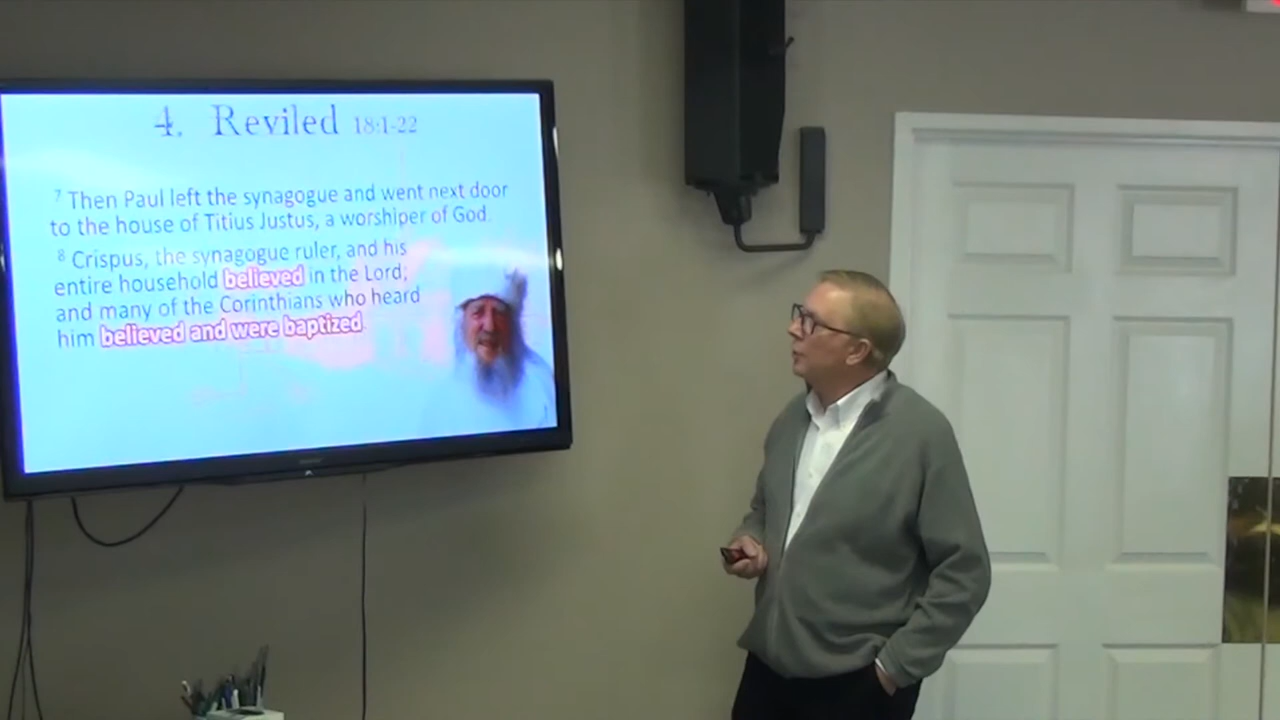 4. Reviled 18:1-22
7 Then Paul left the synagogue and went next door
to the house of Titius Justus, a worshiper of God.
8 Crispus, the synagogue ruler, and his
entire household believed in the Lord;
and many of the Corinthians who heard
him believed and were baptized